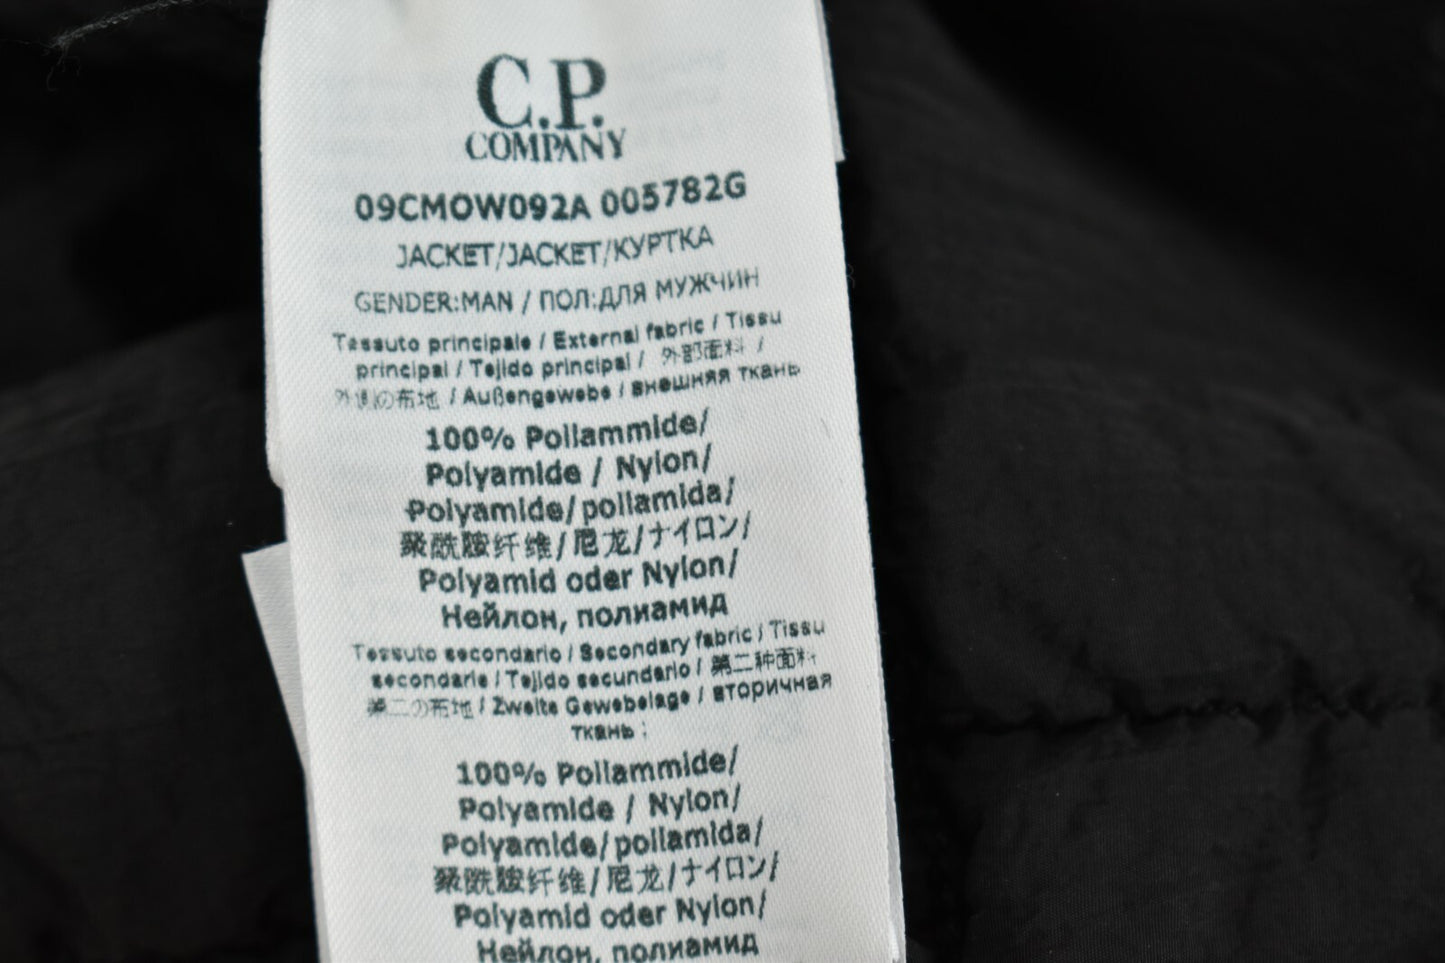 C.P.
COMPANY
09CMOW092A 005782G
JACKET/JACKET/КУРТКА
GENDER:MAN / ПОЛ:ДЛЯ МУЖЧИН
Tessuto principale / External fabric / Tissu
principal / Tejido principal / 外部面料 /
外側の布地 / Außengewebe / внешняя ткань
100% Poliammide/
Polyamide / Nylon/
Polyamide/poliamida/
聚酰胺纤维/尼龙/ナイロン/
Polyamid oder Nylon/
Нейлон, полиамид
Tessuto secondario / Secondary fabric / Tissu
secondarie / Tejido secundario / 第二种面料
第二の布地 / Zweite Gewebelage / вторичная
ткань :
100% Poliammide/
Polyamide / Nylon/
Polyamide/poliamida/
聚酰胺纤维/尼龙/ナイロン/
Polyamid oder Nylon/
Нейлон, полиамид